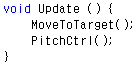 void Update () {
    MoveToTarget();
    PitchCtrl();
}